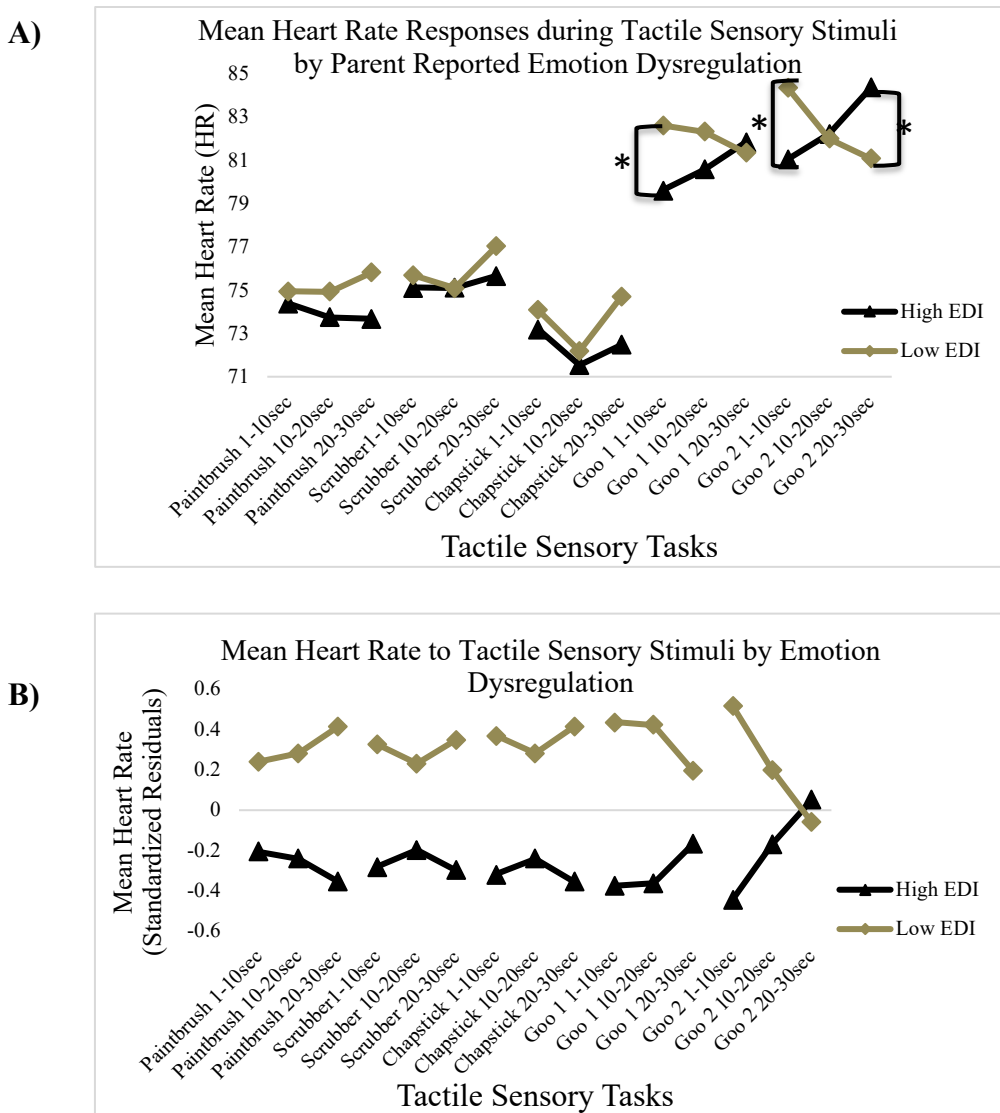 A)
Mean Heart Rate Responses during Tactile Sensory Stimuli
by Parent Reported Emotion Dysregulation
Mean Heart Rate (HR)
85
83
81
79
77
75
73
71
*
*
*
High EDI
Low EDI
Paintbrush 1-10sec
Paintbrush 10-20sec
Paintbrush 20-30sec
Scrubber1-10sec
Scrubber 10-20sec
Scrubber 20-30sec
Chapstick 1-10sec
Chapstick 10-20sec
Chapstick 20-30sec
Goo 1 1-10sec
Goo 1 10-20sec
Goo 1 20-30sec
Goo 2 1-10sec
Goo 2 10-20sec
Goo 2 20-30sec
Tactile Sensory Tasks
B)
Mean Heart Rate to Tactile Sensory Stimuli by Emotion
Dysregulation
Mean Heart Rate
(Standardized Residuals)
0.6
0.4
0.2
0
-0.2
-0.4
-0.6
High EDI
Low EDI
Paintbrush 1-10sec
Paintbrush 10-20sec
Paintbrush 20-30sec
Scrubber1-10sec
Scrubber 10-20sec
Scrubber 20-30sec
Chapstick 1-10sec
Chapstick 10-20sec
Chapstick 20-30sec
Goo 1 1-10sec
Goo 1 10-20sec
Goo 1 20-30sec
Goo 2 1-10sec
Goo 2 10-20sec
Goo 2 20-30sec
Tactile Sensory Tasks